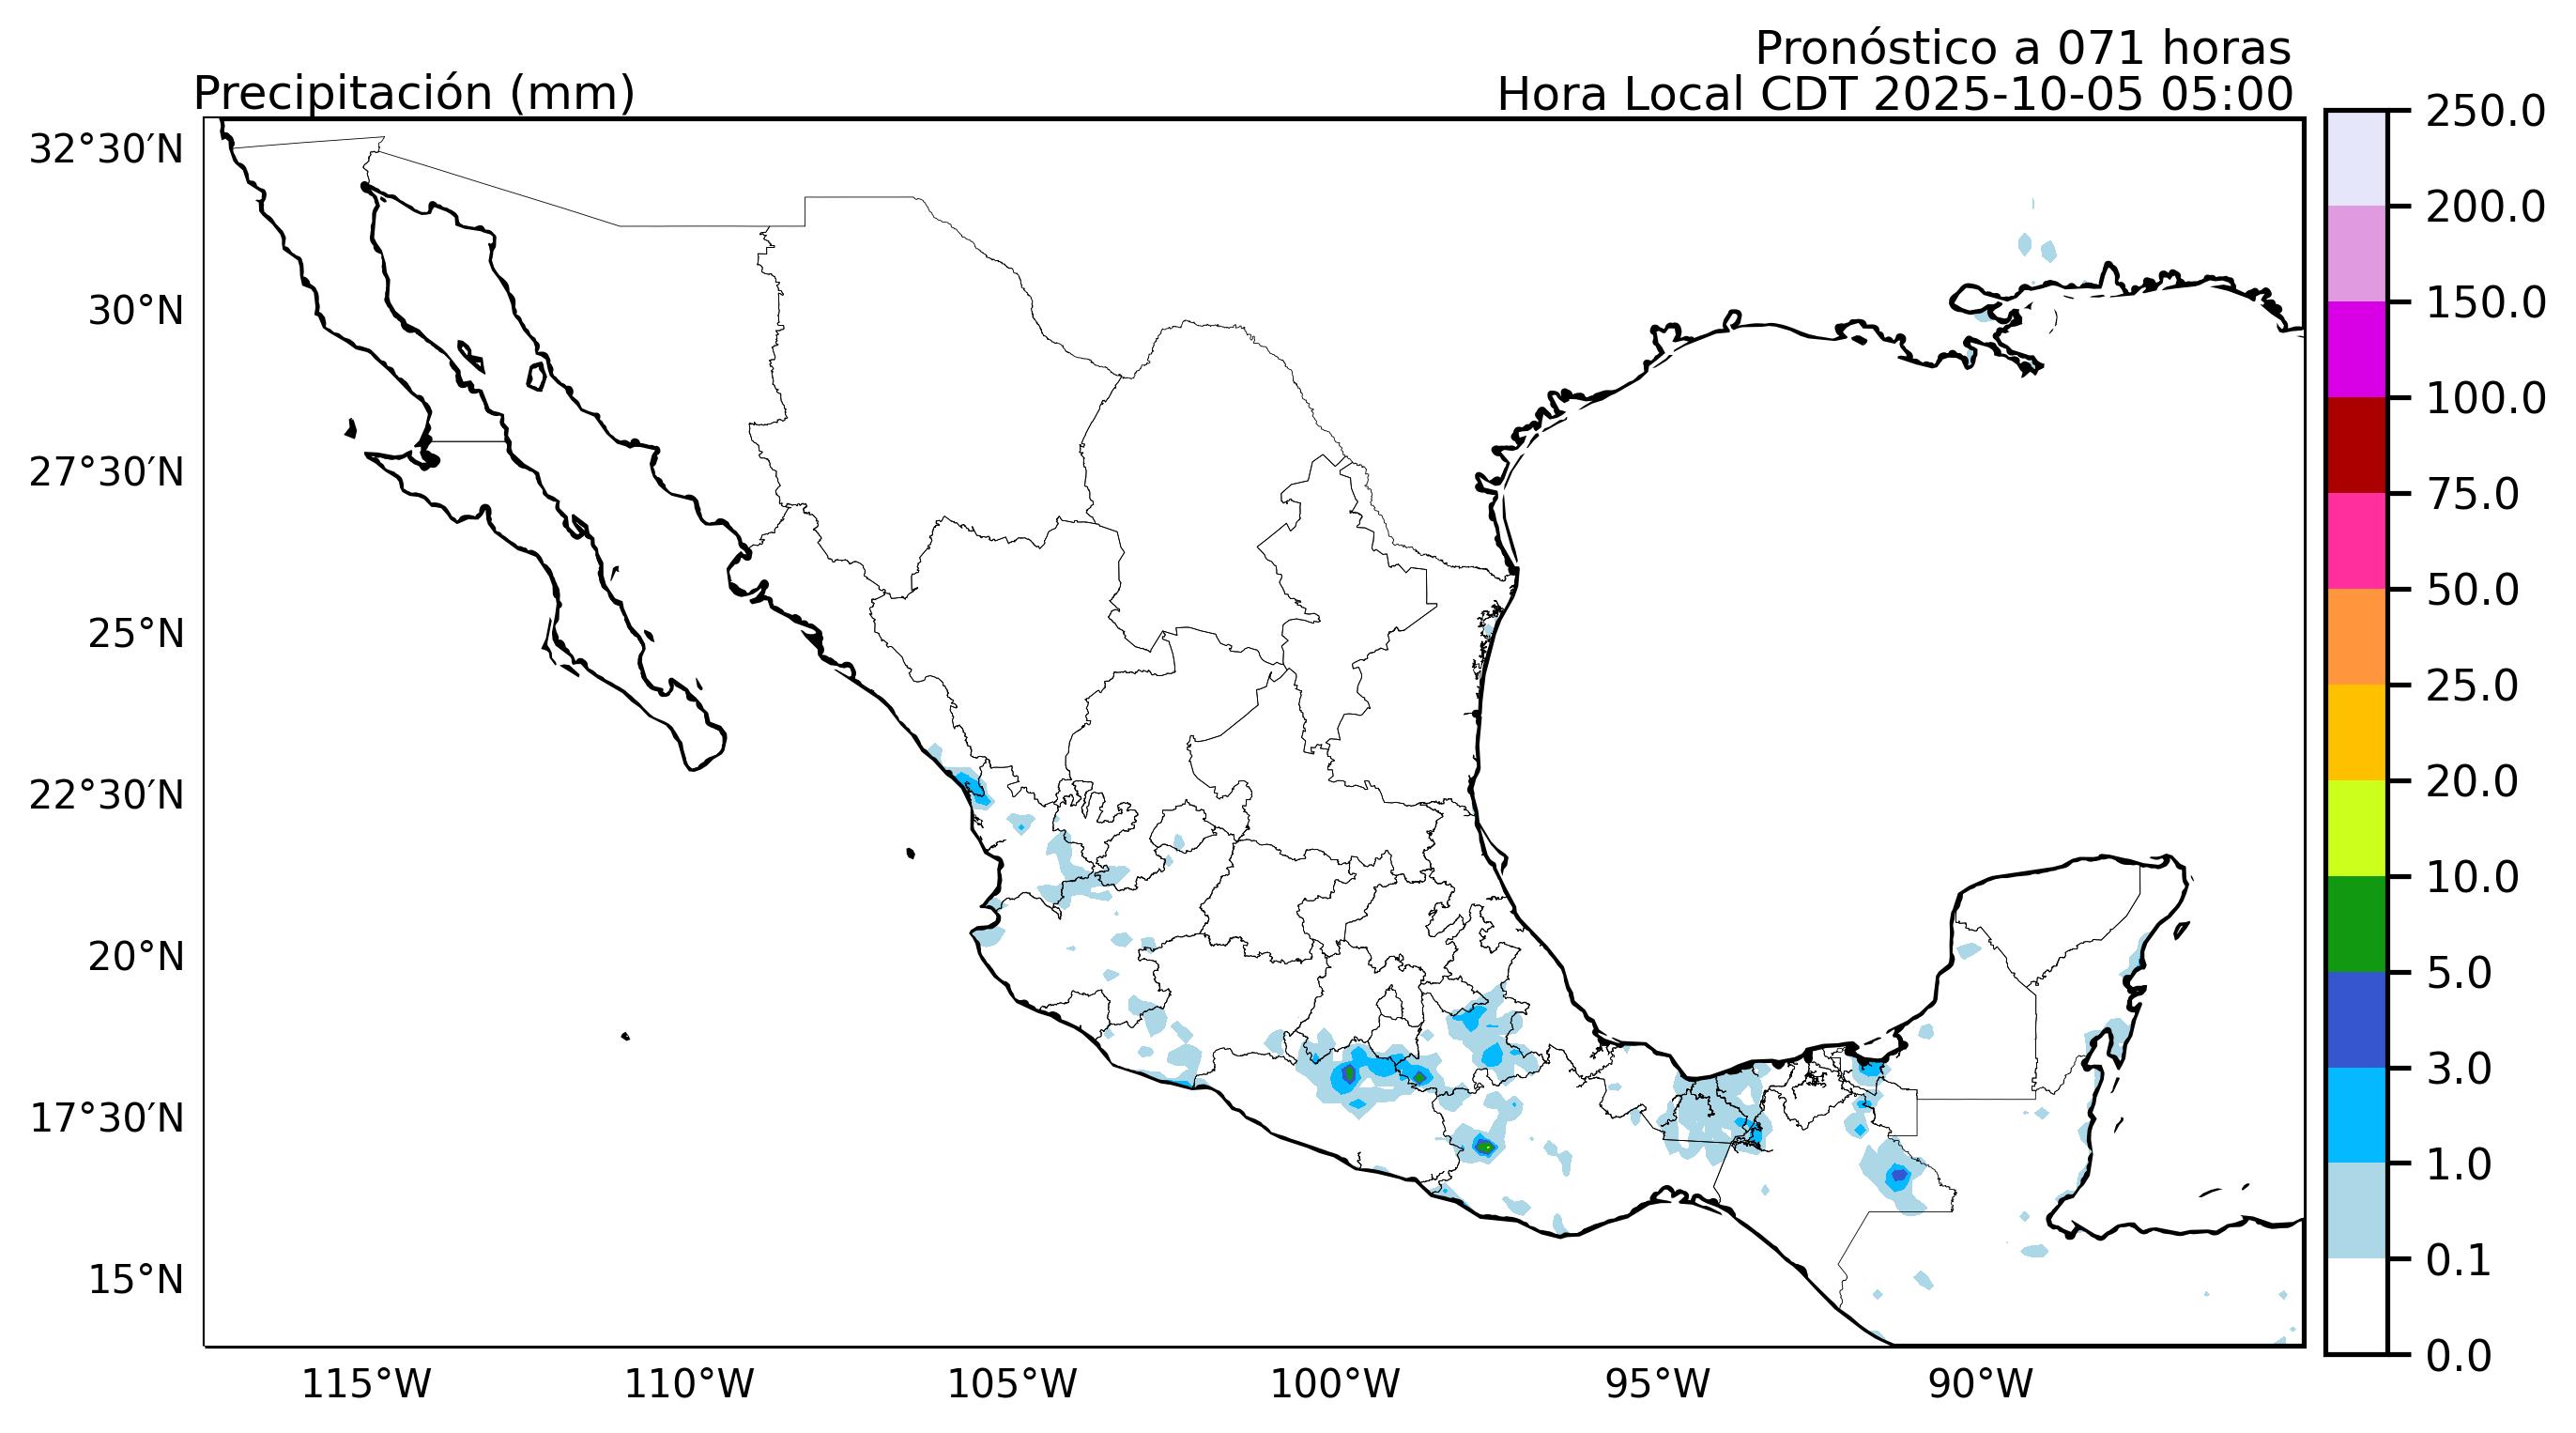 Pronóstico a 071 horas
Precipitación (mm)
Hora Local CDT 2025-10-05 05:00
32°30′N
30°N
27°30′N
25°N
22°30′N
20°N
17°30′N
15°N
115°W
110°W
105°W
100°W
95°W
90°W
250.0
200.0
150.0
100.0
75.0
50.0
25.0
20.0
10.0
5.0
3.0
1.0
0.1
0.0